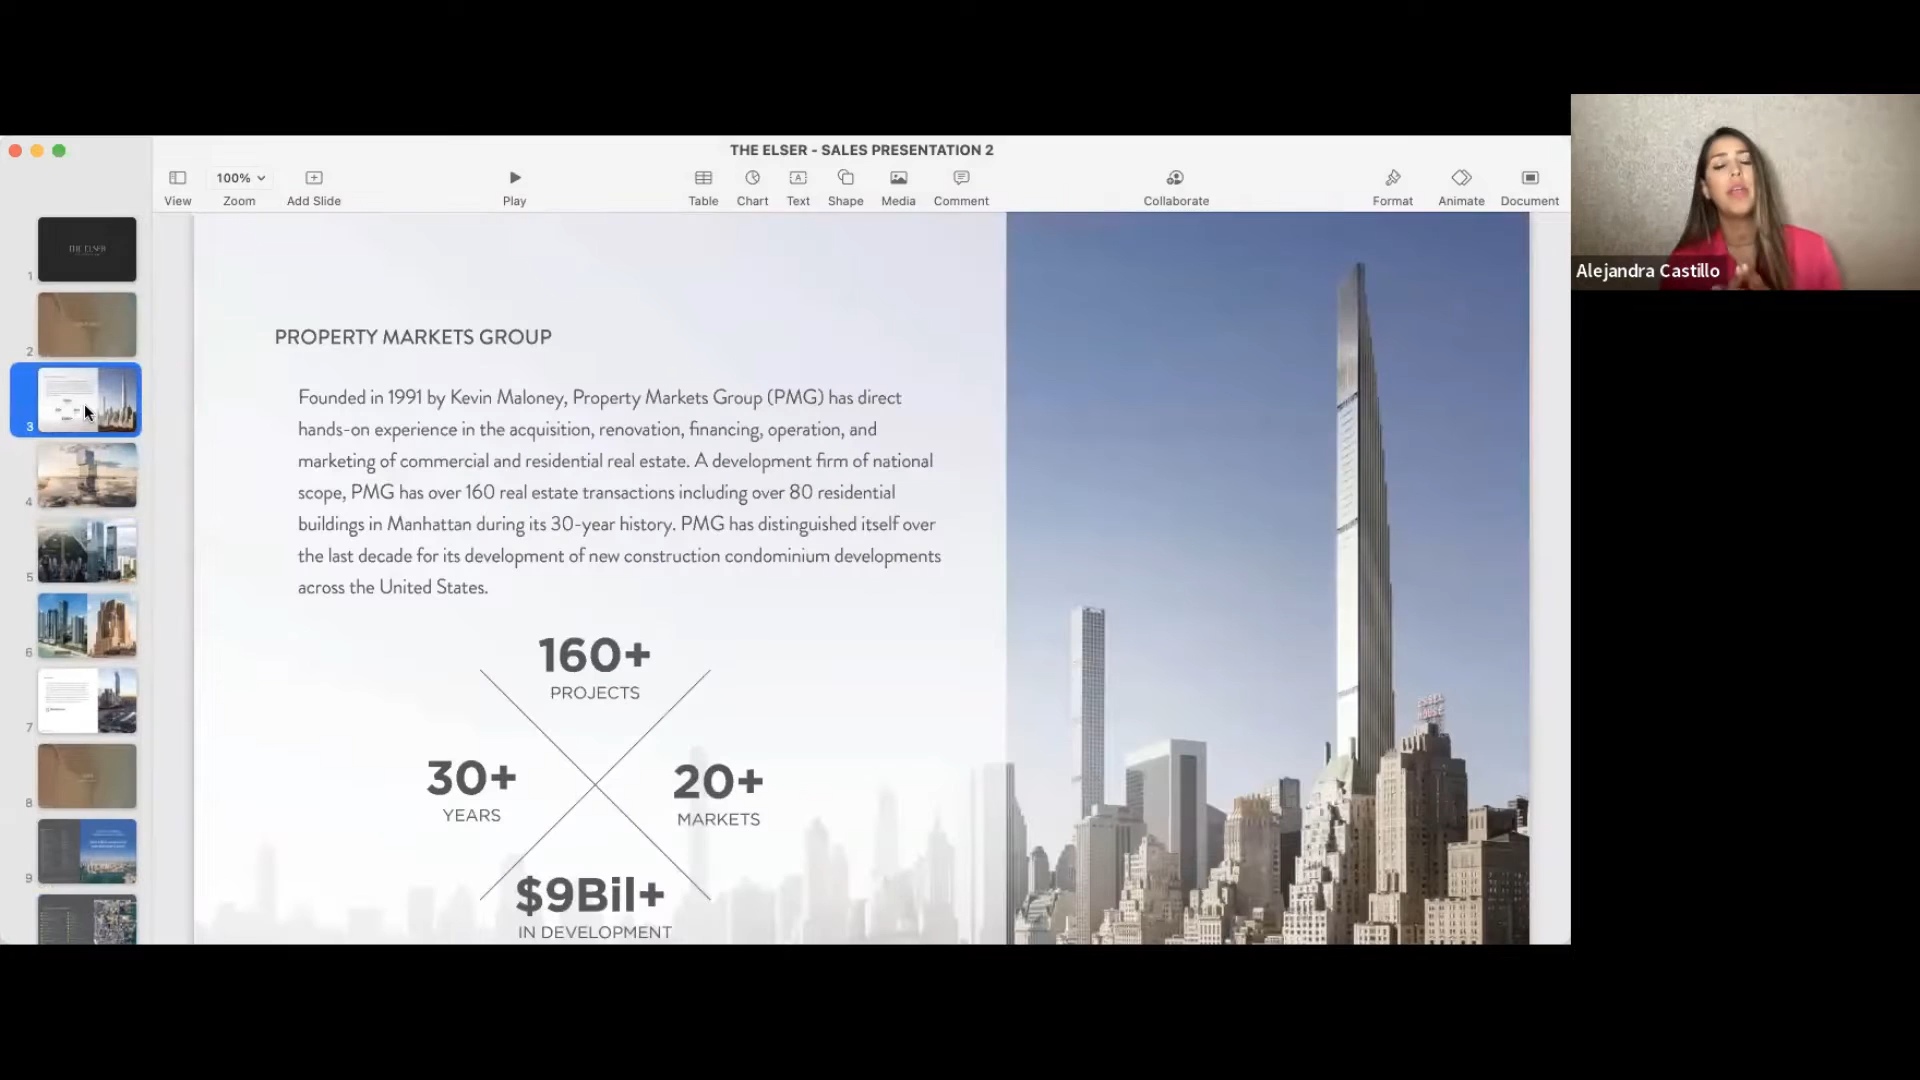 THE ELSER - SALES PRESENTATION 2
100%
View
Zoom
Add Slide
Play
Table
Chart
Text
Shape
Media
Comment
Collaborate
Format
Animate
Document
Alejandra Castillo
THE ELSER
1
2
3
4
5
6
7
8
9
PROPERTY MARKETS GROUP
Founded in 1991 by Kevin Maloney, Property Markets Group (PMG) has direct
hands-on experience in the acquisition, renovation, financing, operation, and
marketing of commercial and residential real estate. A development firm of national
scope, PMG has over 160 real estate transactions including over 80 residential
buildings in Manhattan during its 30-year history. PMG has distinguished itself over
the last decade for its development of new construction condominium developments
across the United States.
160+
PROJECTS
30+
YEARS
20+
MARKETS
$9Bil+
IN DEVELOPMENT
ESSEX
HOUSE